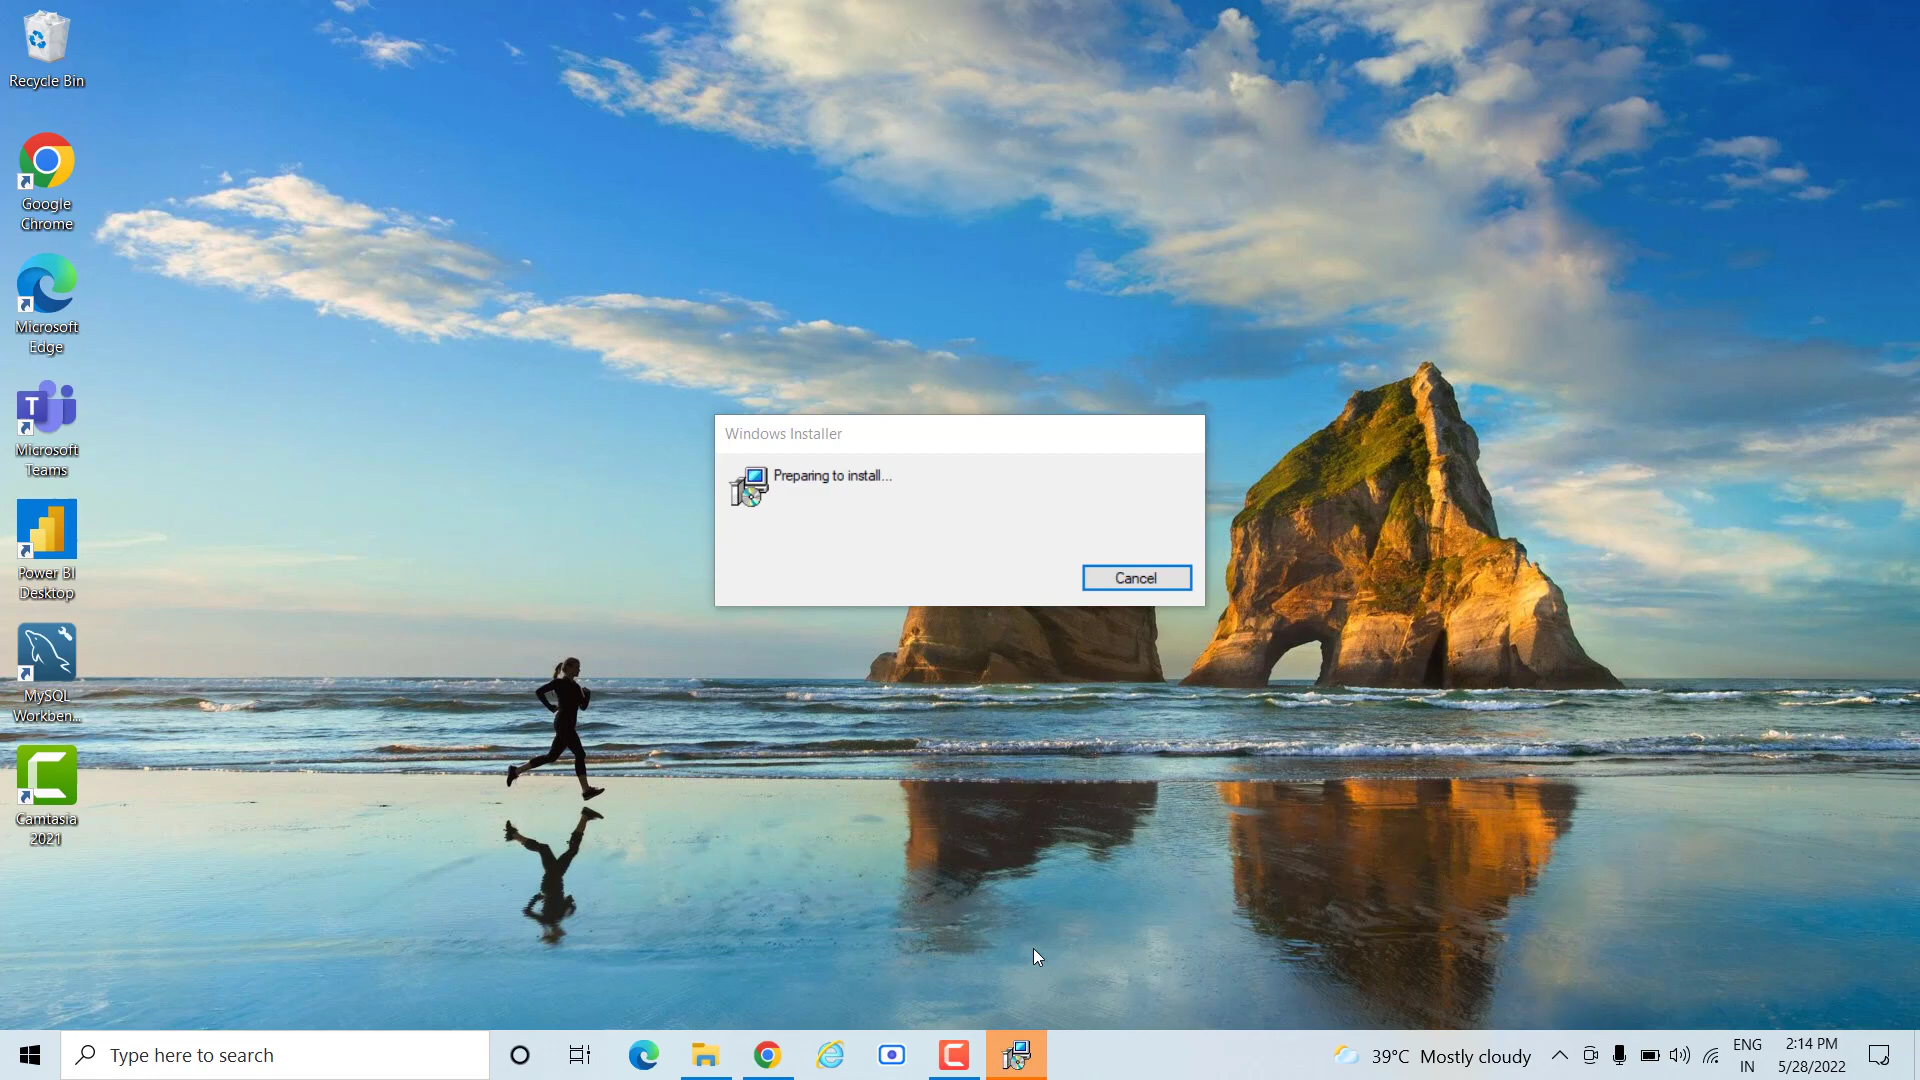 Recycle Bin
Google
Chrome
Microsoft
Edge
T
Microsoft
Teams
Power BI
Desktop
MySQL
Workben...
Camtasia
2021
Windows Installer
Preparing to install...
Cancel
Type here to search
39°C Mostly cloudy
ENG
IN
2:14 PM
5/28/2022